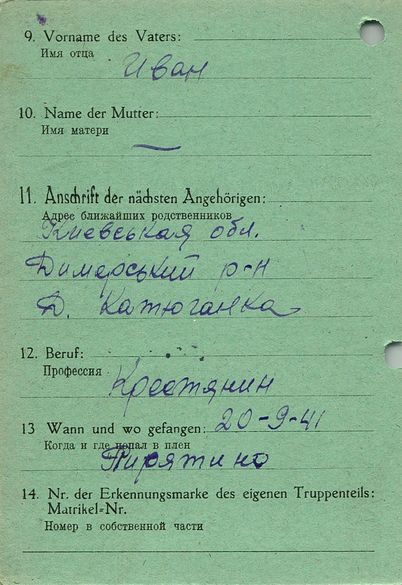 9. Vorname des Vaters:
Имя отца
Иван
10. Name der Mutter:
Имя матери
—
11. Anschrift der nächsten Angehörigen:
Адрес ближайших родственников
Киевськая обл.
Димерський р-н
Д. Катюганка
12. Beruf:
Профессия
Крестянин
13 Wann und wo gefangen: 20-9-41
Когда и где попал в плен
Пирятино
14. Nr. der Erkennungsmarke des eigenen Truppenteils:
Matrikel=Nr.
Номер в собственной части